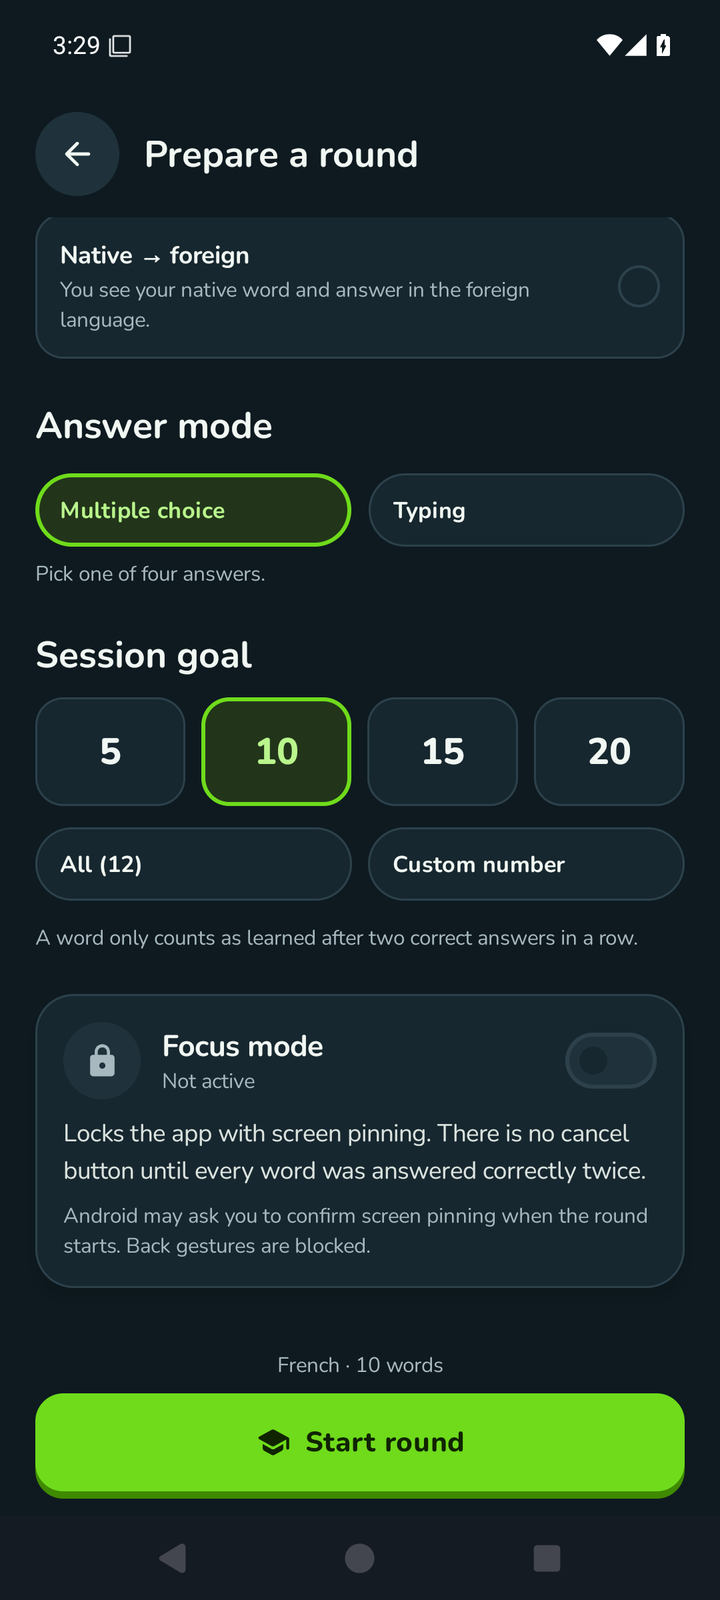 3:29
Prepare a round
Native → foreign
You see your native word and answer in the foreign
language.
Answer mode
Multiple choice
Typing
Pick one of four answers.
Session goal
5
10
15
20
All (12)
Custom number
A word only counts as learned after two correct answers in a row.
Focus mode
Not active
Locks the app with screen pinning. There is no cancel
button until every word was answered correctly twice.
Android may ask you to confirm screen pinning when the round
starts. Back gestures are blocked.
French · 10 words
Start round